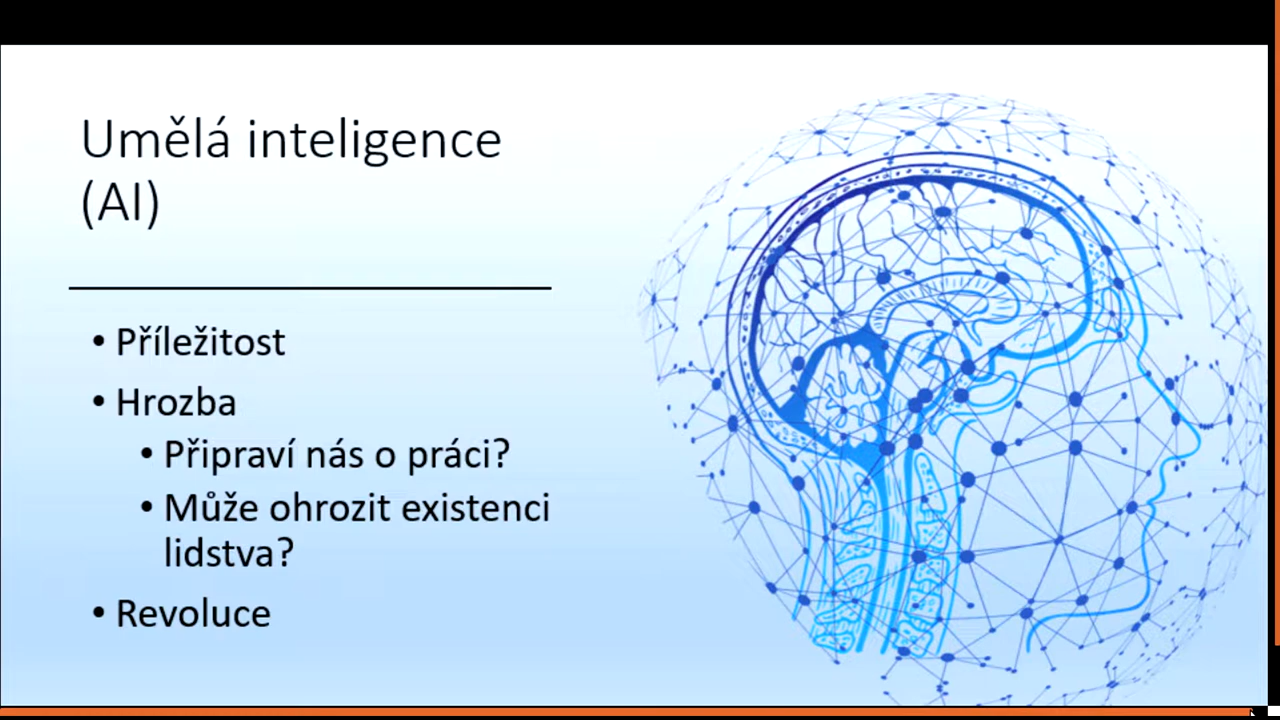 Umělá inteligence
(AI)
• Příležitost
• Hrozba
• Připraví nás o práci?
• Může ohrozit existenci
lidstva?
• Revoluce